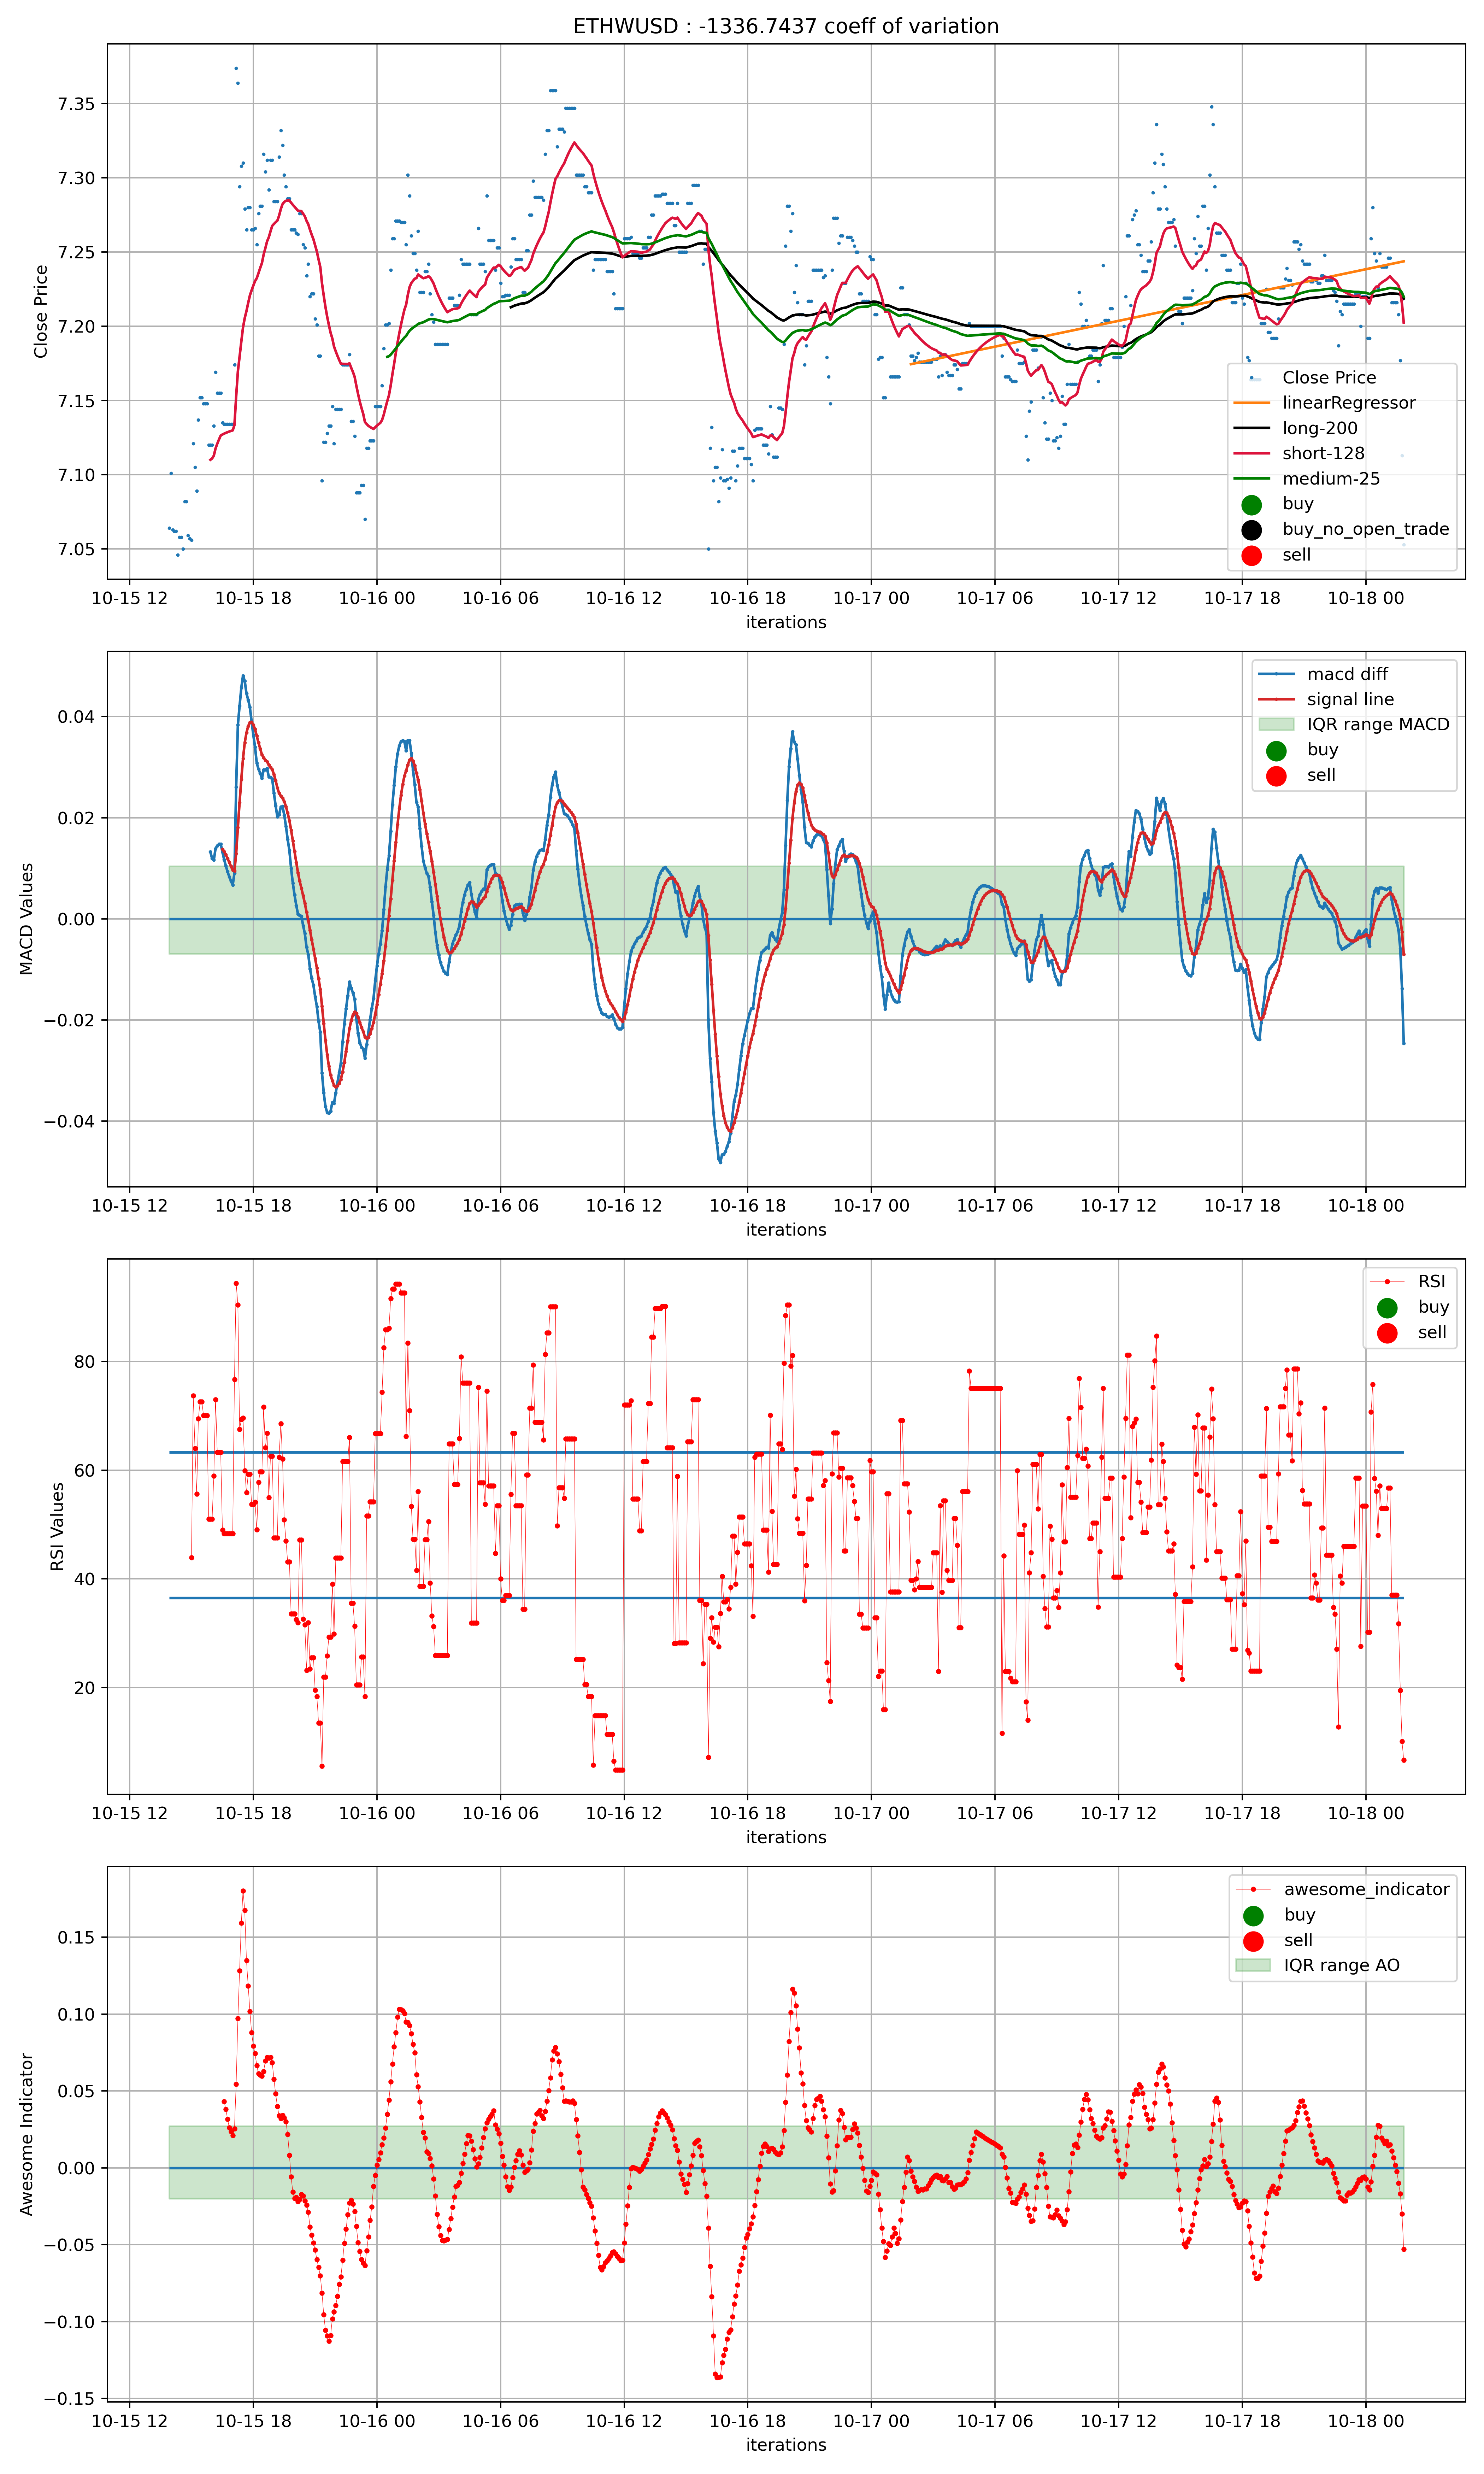 ETHWUSD : -1336.7437 coeff of variation
Close Price
7.35
7.30
7.25
7.20
7.15
7.10
7.05
Close Price
linearRegressor
long-200
short-128
medium-25
buy
buy_no_open_trade
sell
10-15 12 10-15 18 10-16 00 10-16 06 10-16 12 10-16 18 10-17 00 10-17 06 10-17 12 10-17 18 10-18 00
iterations
MACD Values
0.04
0.02
0.00
−0.02
−0.04
macd diff
signal line
IQR range MACD
buy
sell
10-15 12 10-15 18 10-16 00 10-16 06 10-16 12 10-16 18 10-17 00 10-17 06 10-17 12 10-17 18 10-18 00
iterations
RSI Values
80
60
40
20
RSI
buy
sell
10-15 12 10-15 18 10-16 00 10-16 06 10-16 12 10-16 18 10-17 00 10-17 06 10-17 12 10-17 18 10-18 00
iterations
Awesome Indicator
0.15
0.10
0.05
0.00
−0.05
−0.10
−0.15
awesome_indicator
buy
sell
IQR range AO
10-15 12 10-15 18 10-16 00 10-16 06 10-16 12 10-16 18 10-17 00 10-17 06 10-17 12 10-17 18 10-18 00
iterations